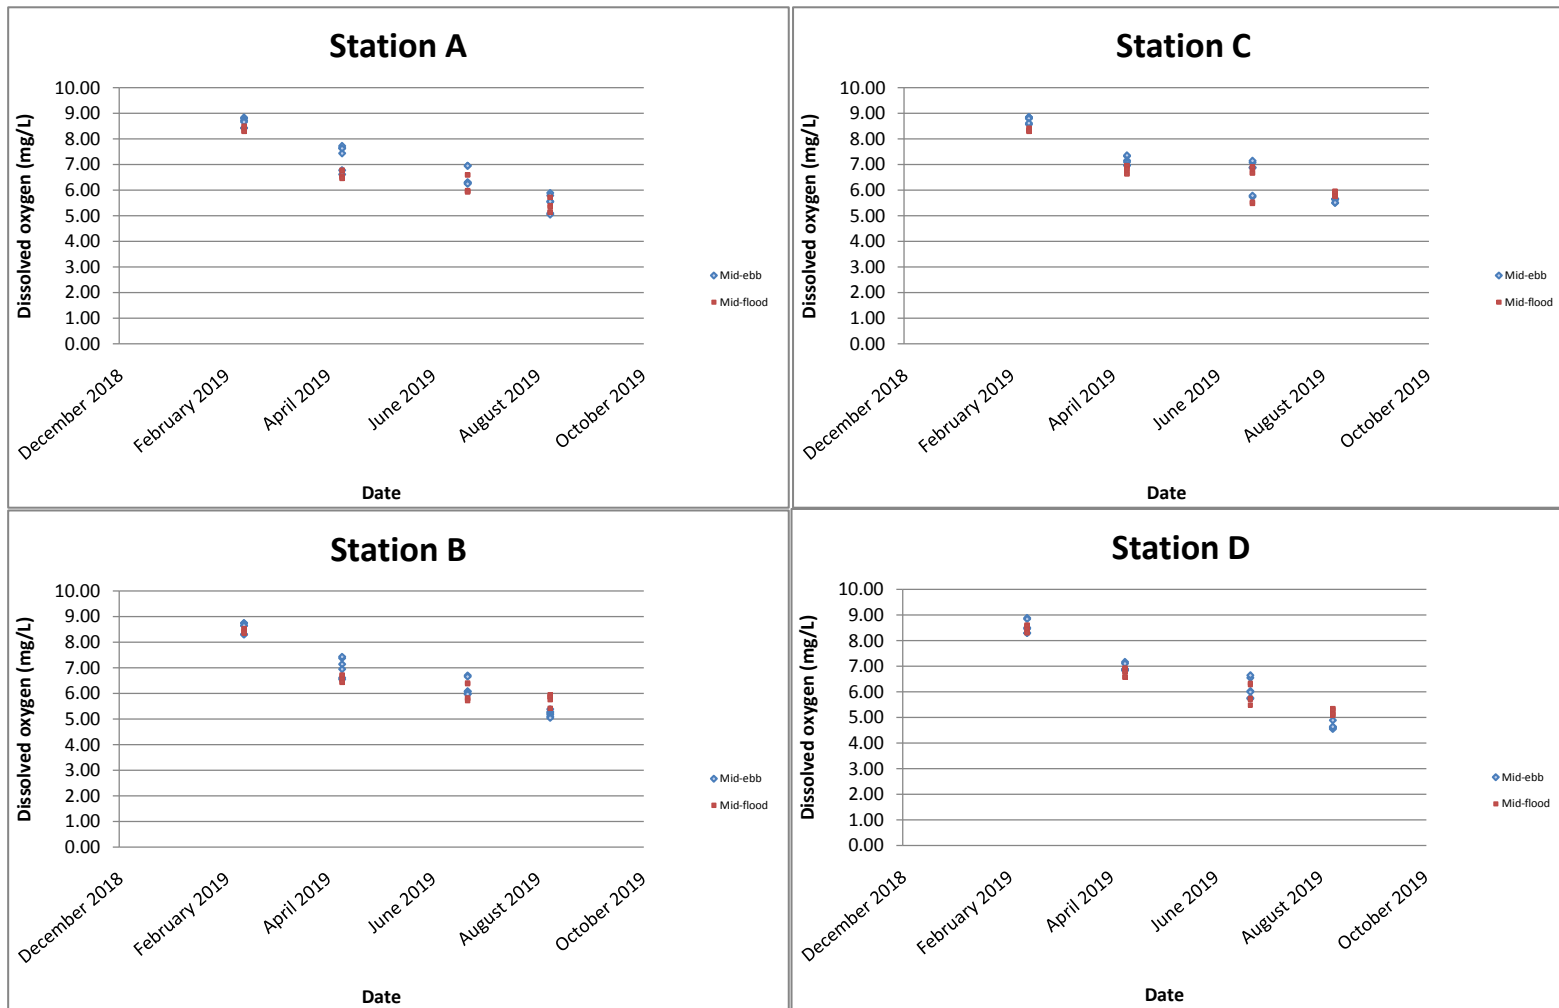 Station A
Dissolved oxygen (mg/L)
10.00
9.00
8.00
7.00
6.00
5.00
4.00
3.00
2.00
1.00
0.00
December 2018
February 2019
April 2019
June 2019
August 2019
October 2019
Date
Mid-ebb
Mid-flood
Station C
Dissolved oxygen (mg/L)
10.00
9.00
8.00
7.00
6.00
5.00
4.00
3.00
2.00
1.00
0.00
December 2018
February 2019
April 2019
June 2019
August 2019
October 2019
Date
Mid-ebb
Mid-flood
Station B
Dissolved oxygen (mg/L)
10.00
9.00
8.00
7.00
6.00
5.00
4.00
3.00
2.00
1.00
0.00
December 2018
February 2019
April 2019
June 2019
August 2019
October 2019
Date
Mid-ebb
Mid-flood
Station D
Dissolved oxygen (mg/L)
10.00
9.00
8.00
7.00
6.00
5.00
4.00
3.00
2.00
1.00
0.00
December 2018
February 2019
April 2019
June 2019
August 2019
October 2019
Date
Mid-ebb
Mid-flood